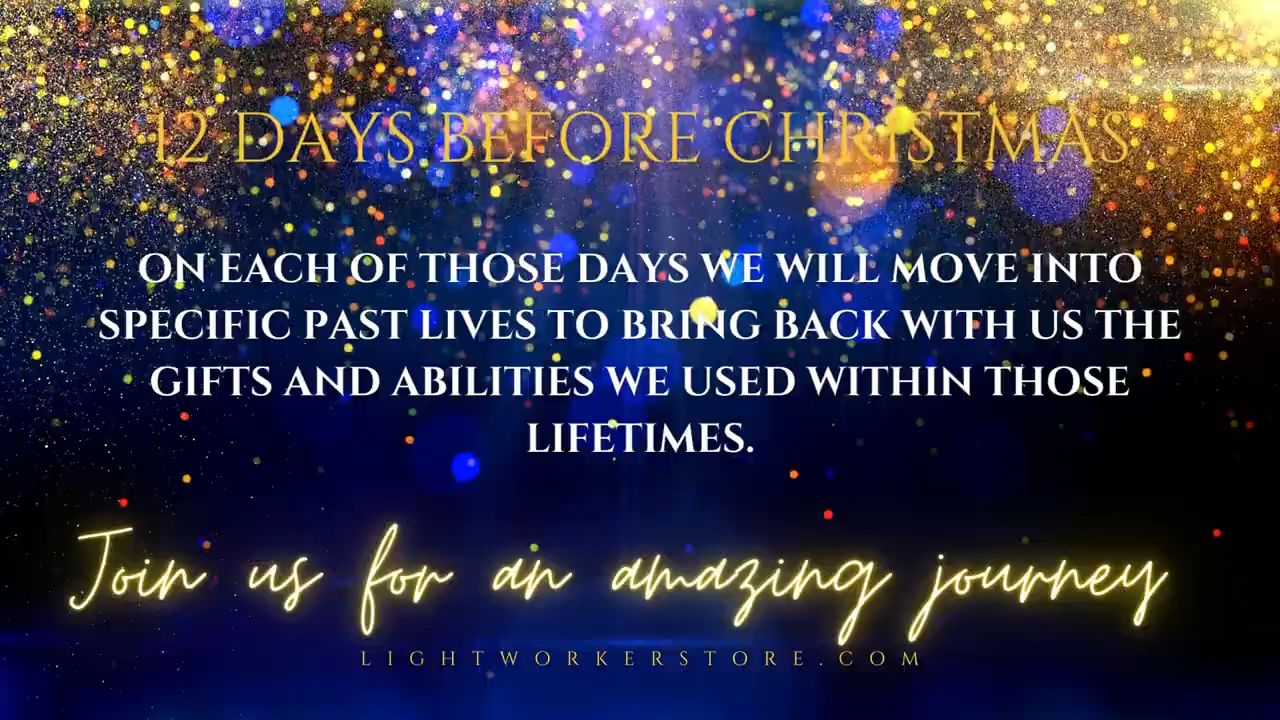 12 DAYS BEFORE CHRISTMAS
ON EACH OF THOSE DAYS WE WILL MOVE INTO
SPECIFIC PAST LIVES TO BRING BACK WITH US THE
GIFTS AND ABILITIES WE USED WITHIN THOSE
LIFETIMES.
Join us for an amazing journey
LIGHTWORKERSTORE.COM